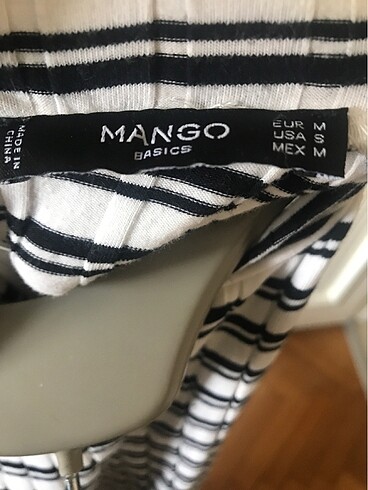 MADE IN
CHINA
MANGO
BASICS
EUR M
USA S
MEX M